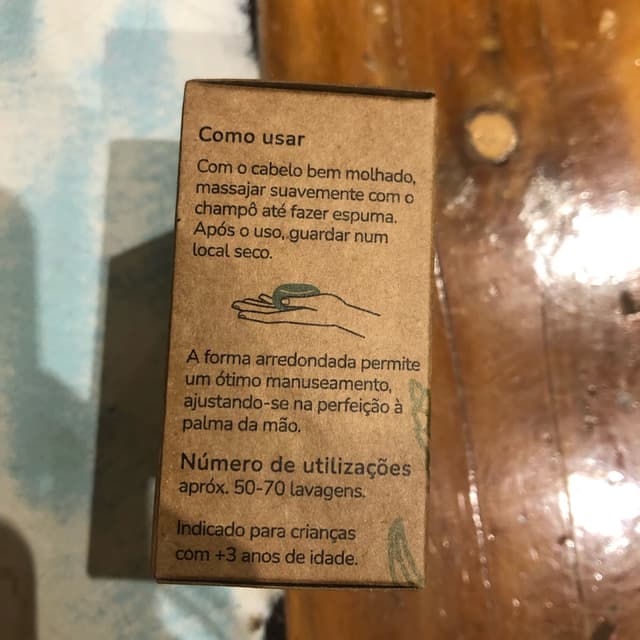 Como usar
Com o cabelo bem molhado,
massajar suavemente com o
champô até fazer espuma.
Após o uso, guardar num
local seco.
A forma arredondada permite
um ótimo manuseamento,
ajustando-se na perfeição à
palma da mão.
Número de utilizações
apróx. 50-70 lavagens.
Indicado para crianças
com +3 anos de idade.